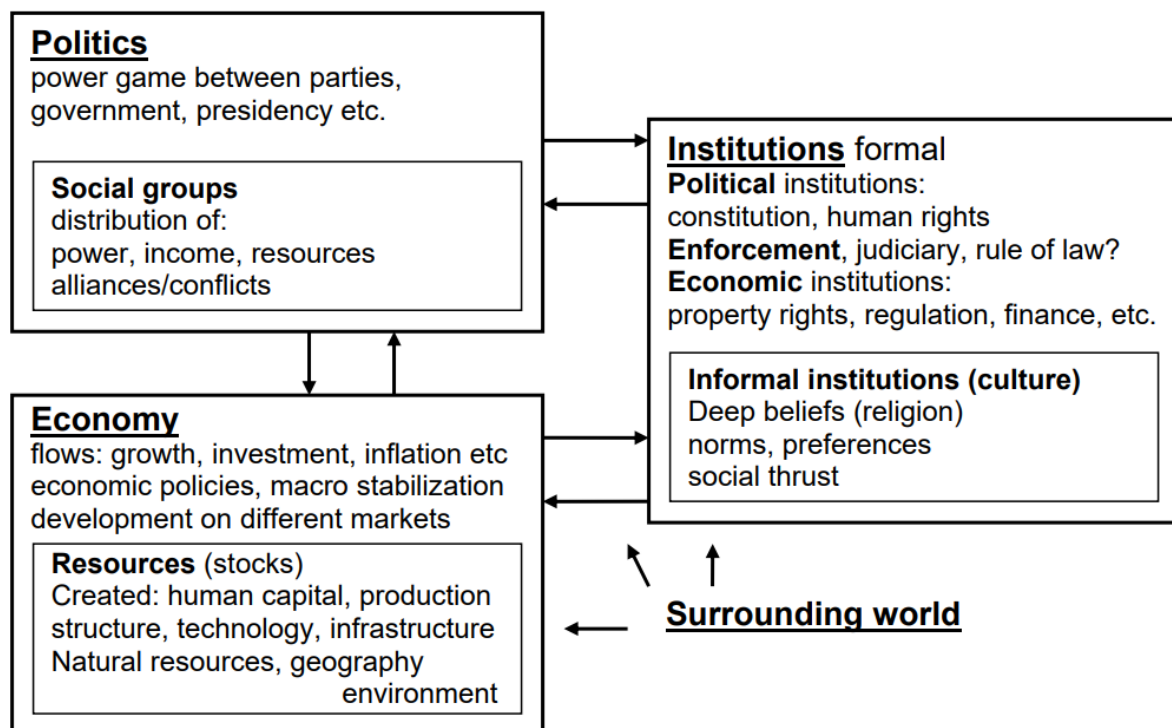 Politics
power game between parties,
government, presidency etc.
Social groups
distribution of:
power, income, resources
alliances/conflicts
Institutions formal
Political institutions:
constitution, human rights
Enforcement, judiciary, rule of law?
Economic institutions:
property rights, regulation, finance, etc.
Informal institutions (culture)
Deep beliefs (religion)
norms, preferences
social thrust
Economy
flows: growth, investment, inflation etc
economic policies, macro stabilization
development on different markets
Resources (stocks)
Created: human capital, production
structure, technology, infrastructure
Natural resources, geography
environment
Surrounding world